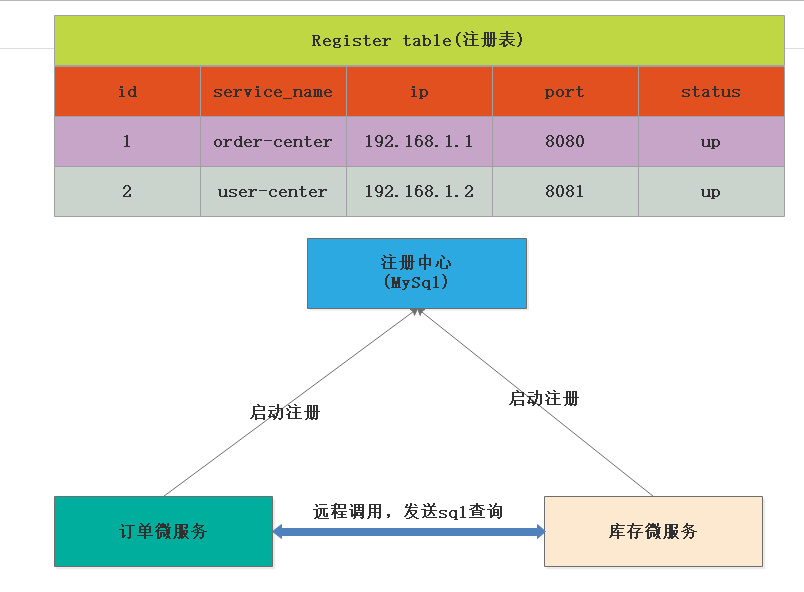 Register table(注册表)
id service_name ip port status
1 order-center 192.168.1.1 8080 up
2 user-center 192.168.1.2 8081 up
注册中心
(MySql)
启动注册
启动注册
远程调用，发送sql查询
订单微服务
库存微服务